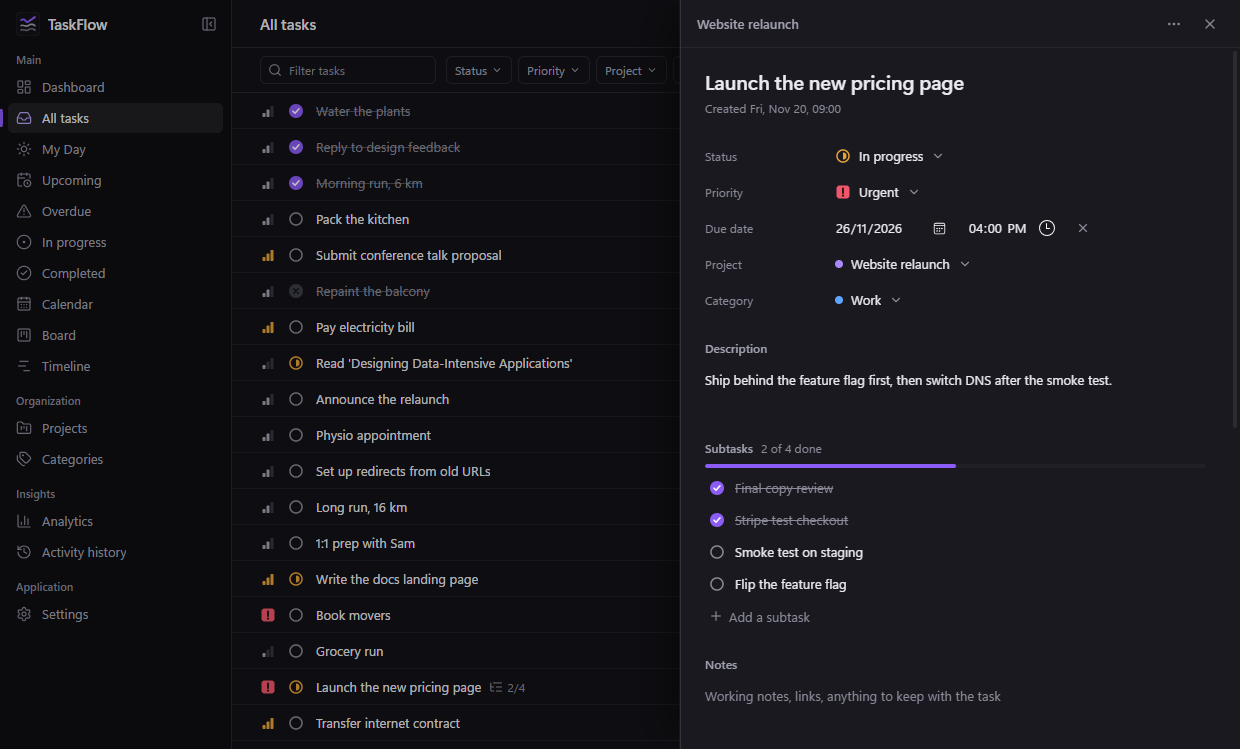 TaskFlow
Main
Dashboard
All tasks
My Day
Upcoming
Overdue
In progress
Completed
Calendar
Board
Timeline
Organization
Projects
Categories
Insights
Analytics
Activity history
Application
Settings
All tasks
Filter tasks
Status
Priority
Project
Water the plants
Reply to design feedback
Morning run, 6 km
Pack the kitchen
Submit conference talk proposal
Repaint the balcony
Pay electricity bill
Read 'Designing Data-Intensive Applications'
Announce the relaunch
Physio appointment
Set up redirects from old URLs
Long run, 16 km
1:1 prep with Sam
Write the docs landing page
Book movers
Grocery run
Launch the new pricing page 2/4
Transfer internet contract
Website relaunch
Launch the new pricing page
Created Fri, Nov 20, 09:00
Status In progress
Priority Urgent
Due date 26/11/2026 04:00 PM
Project Website relaunch
Category Work
Description
Ship behind the feature flag first, then switch DNS after the smoke test.
Subtasks 2 of 4 done
Final copy review
Stripe test checkout
Smoke test on staging
Flip the feature flag
Add a subtask
Notes
Working notes, links, anything to keep with the task